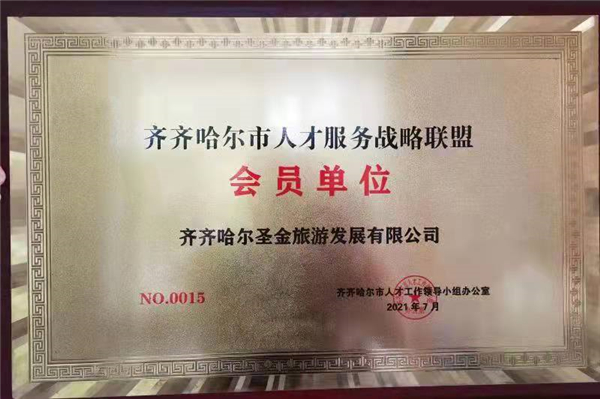 齐齐哈尔市人才服务战略联盟
会员单位
齐齐哈尔圣金旅游发展有限公司
NO.0015
齐齐哈尔市人才工作领导小组办公室
2021年7月